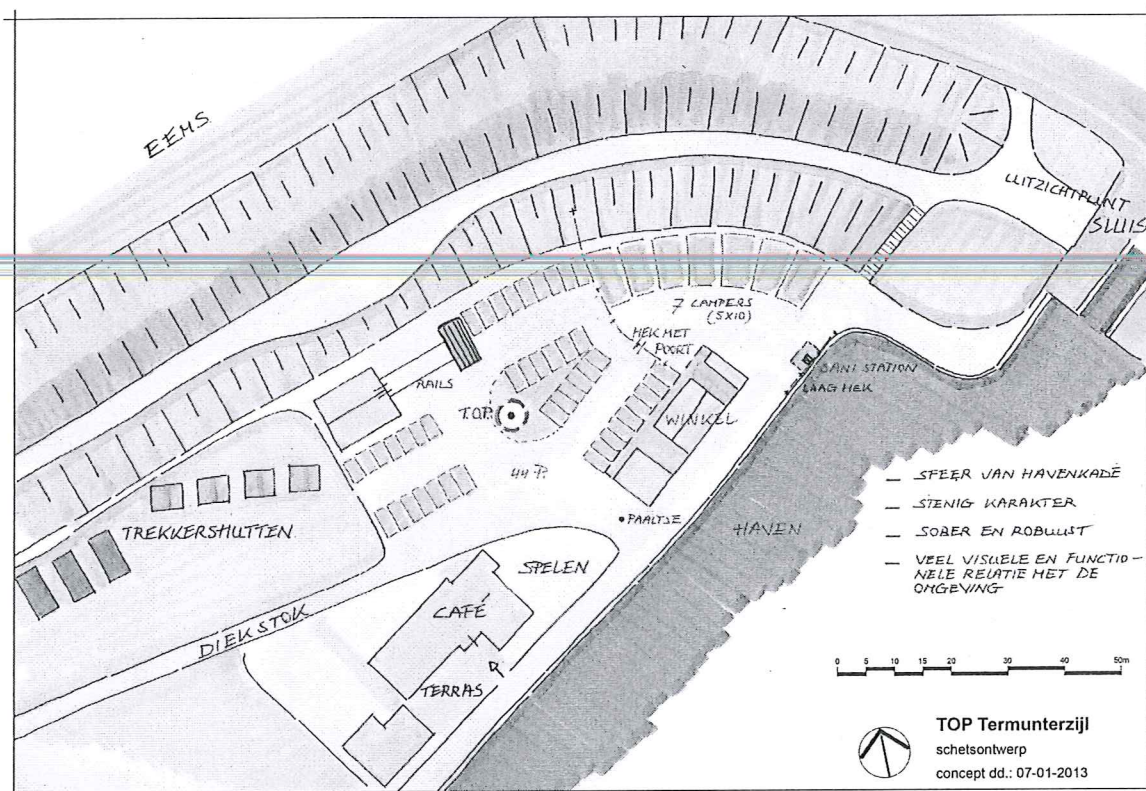 EEMS
UITZICHTPUNT
SLUIS
7 CAMPERS
(5X10)
HEK MET
POORT
RAILS
SANI STATION
LAAG HEK
T.O.P.
WINKEL
44 P.
TREKKERSHUTTEN
PAALTJE
HAVEN
SPELEN
CAFÉ
DIEKSTOK
TERRAS
— SFEER VAN HAVENKADE
— STENIG KARAKTER
— SOBER EN ROBUUST
— VEEL VISUELE EN FUNCTIO-
NELE RELATIE MET DE
OMGEVING
0 5 10 15 20 30 40 50m
TOP Termunterzijl
schetsontwerp
concept dd.: 07-01-2013